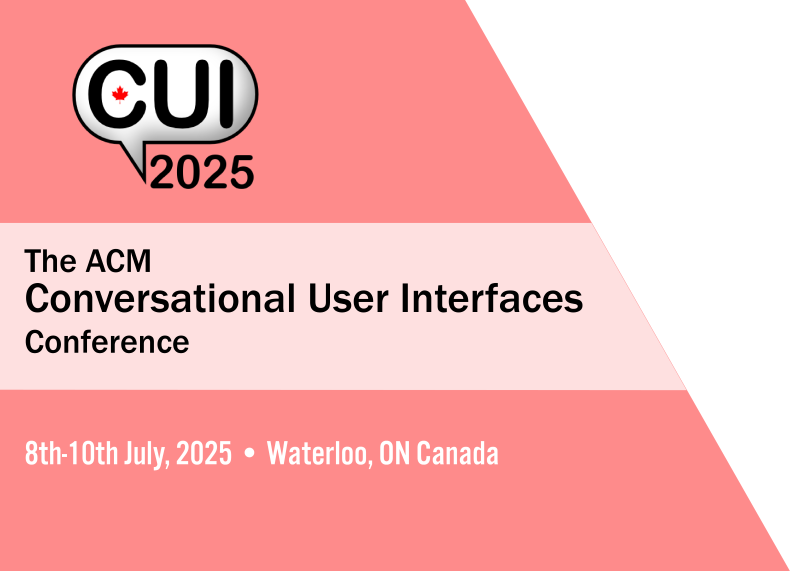 CUI
2025
The ACM
Conversational User Interfaces
Conference
8th-10th July, 2025 • Waterloo, ON Canada